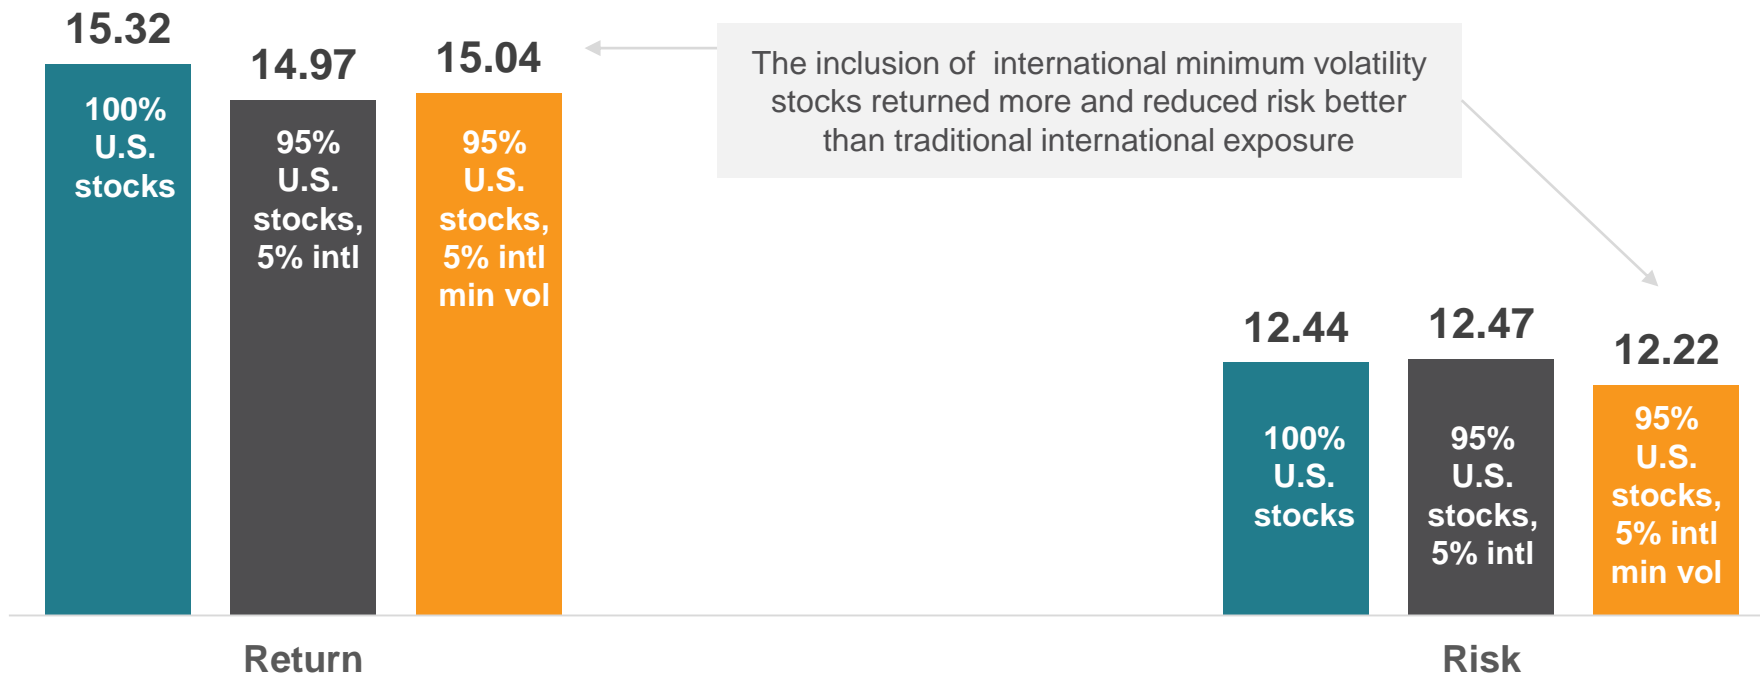 15.32
100%
U.S.
stocks
14.97
95%
U.S.
stocks,
5% intl
15.04
95%
U.S.
stocks,
5% intl
min vol
The inclusion of  international minimum volatility
stocks returned more and reduced risk better
than traditional international exposure
12.44
100%
U.S.
stocks
12.47
95%
U.S.
stocks,
5% intl
12.22
95%
U.S.
stocks,
5% intl
min vol
Return
Risk